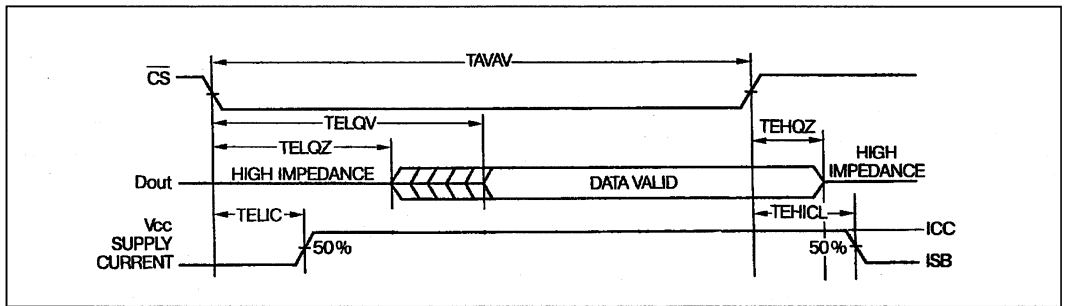 TAVAV
CS
TELQV
TEHQZ
TELQZ
HIGH IMPEDANCE
HIGH IMPEDANCE
Dout
DATA VALID
TELIC
TEHICL
Vcc
SUPPLY
CURRENT
50%
50%
ICC
ISB